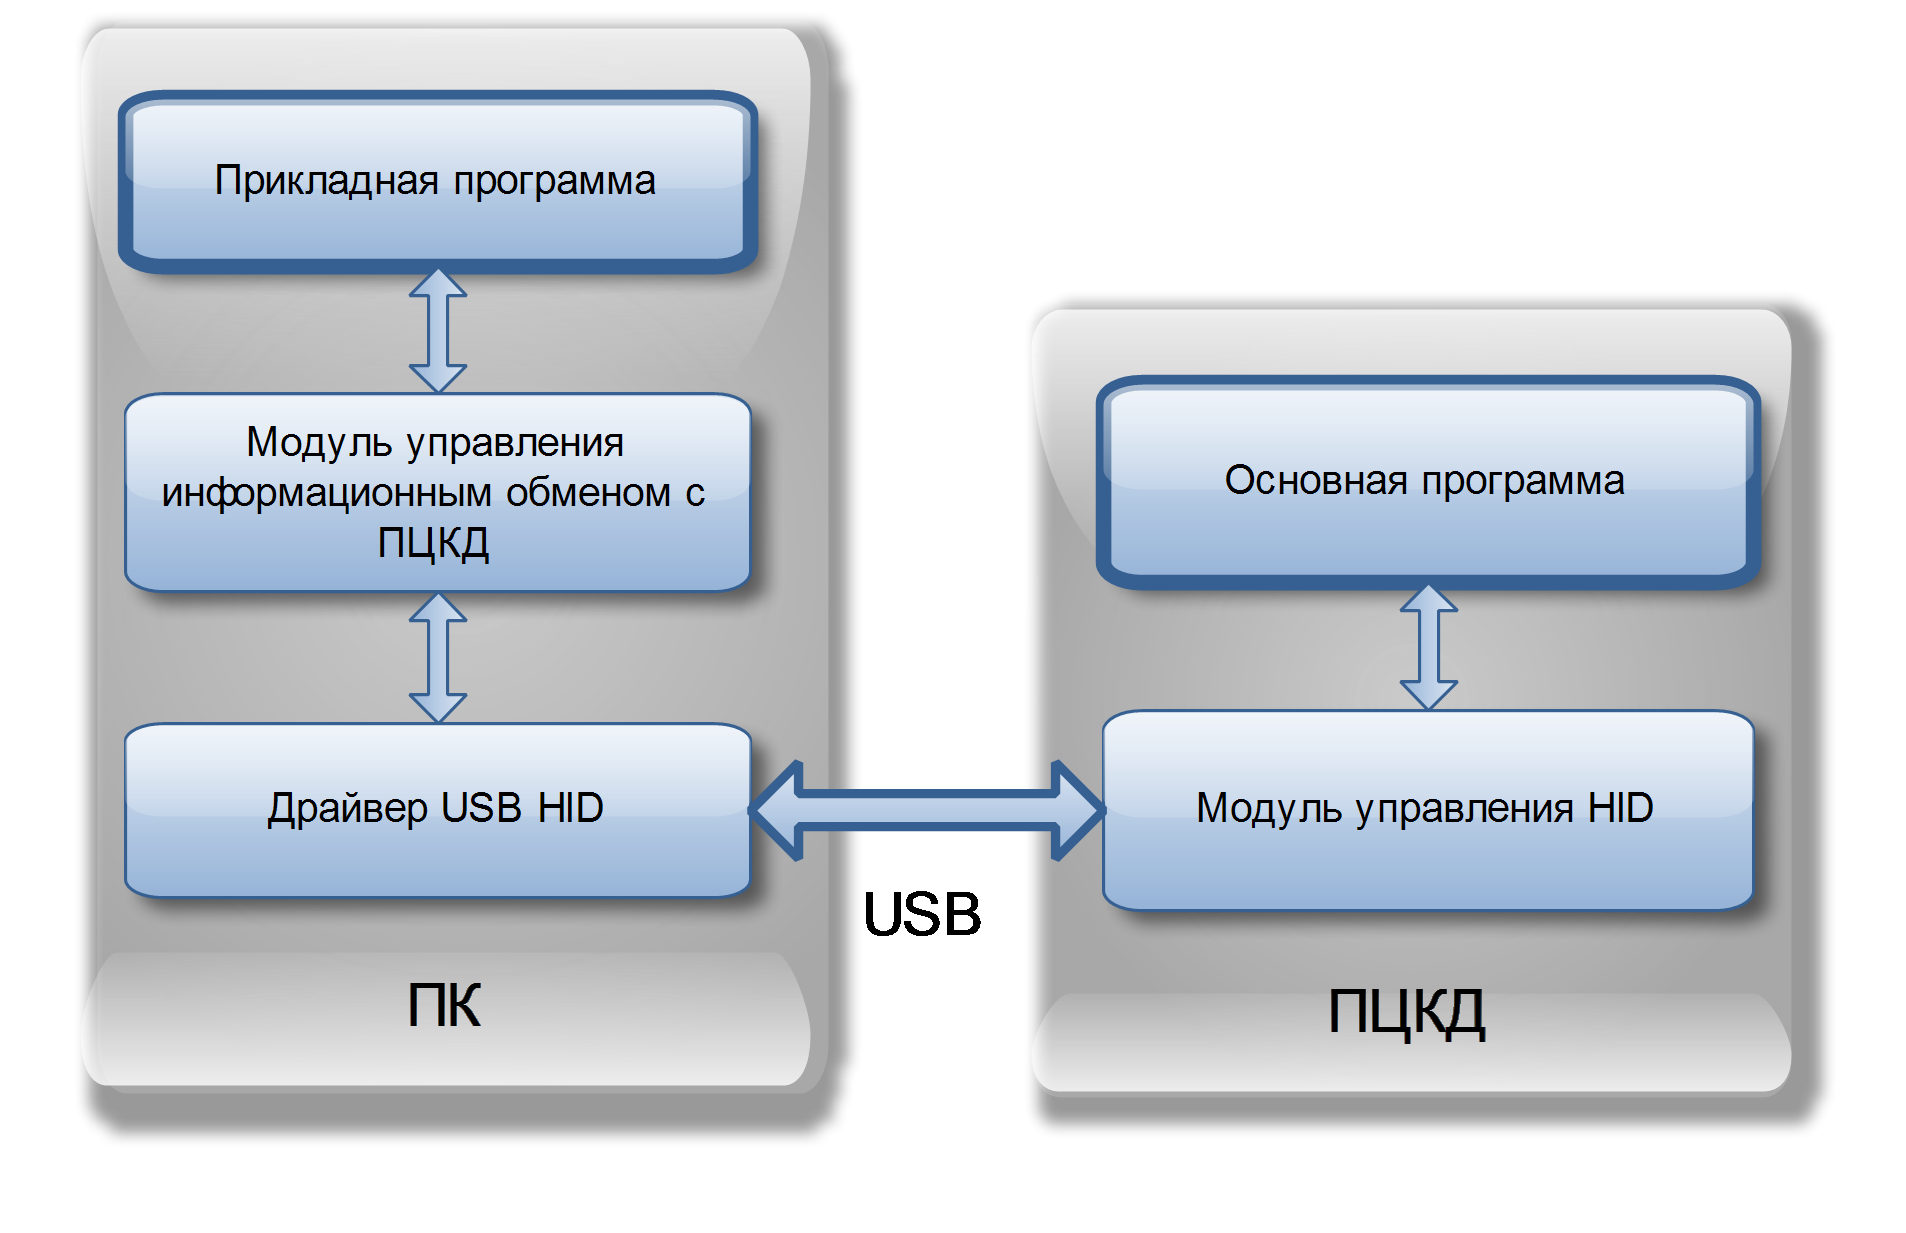 Прикладная программа
Модуль управления
информационным обменом с
ПЦКД
Драйвер USB HID
ПК
USB
Основная программа
Модуль управления HID
ПЦКД